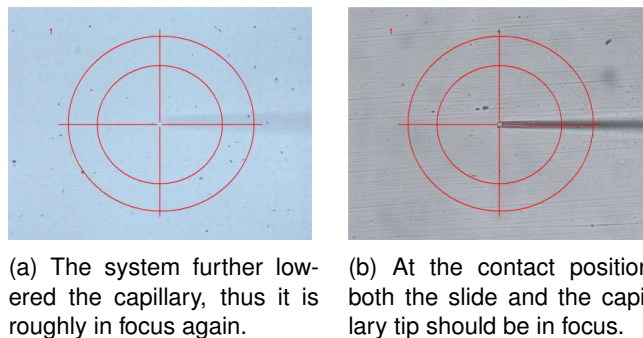 1
1
(a) The system further low-
ered the capillary, thus it is
roughly in focus again.
(b) At the contact position
both the slide and the capi-
lary tip should be in focus.